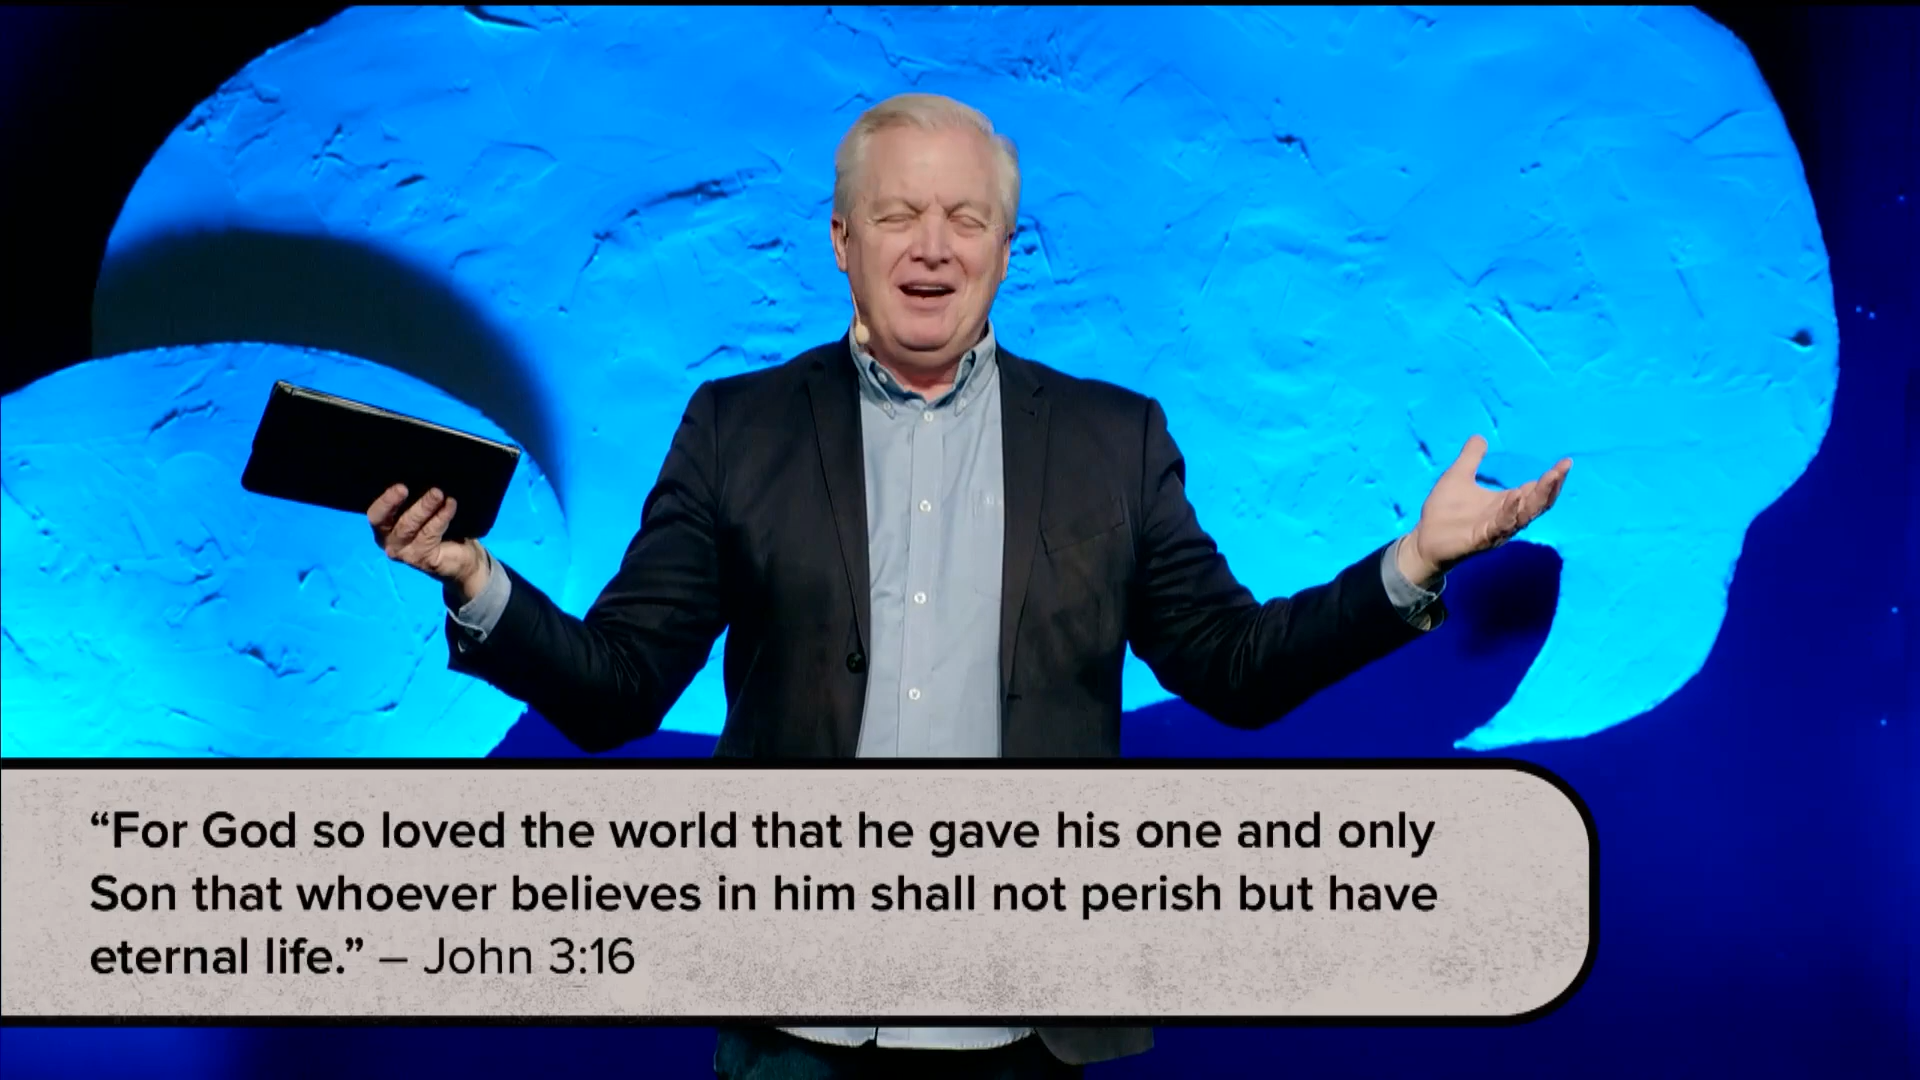 “For God so loved the world that he gave his one and only
Son that whoever believes in him shall not perish but have
eternal life.” – John 3:16